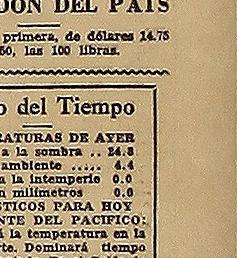 DON DEL PAIS
primera, de dólares 14.75
50, las 100 libras.
o del Tiempo
RATURAS DE AYER
a la sombra .. 24.8
ambiente ..... 4.4
a la intemperie 0.0
n milímetros 0.0
STICOS PARA HOY
NTE DEL PACIFICO:
á la temperatura en la
rte. Dominará tiempo